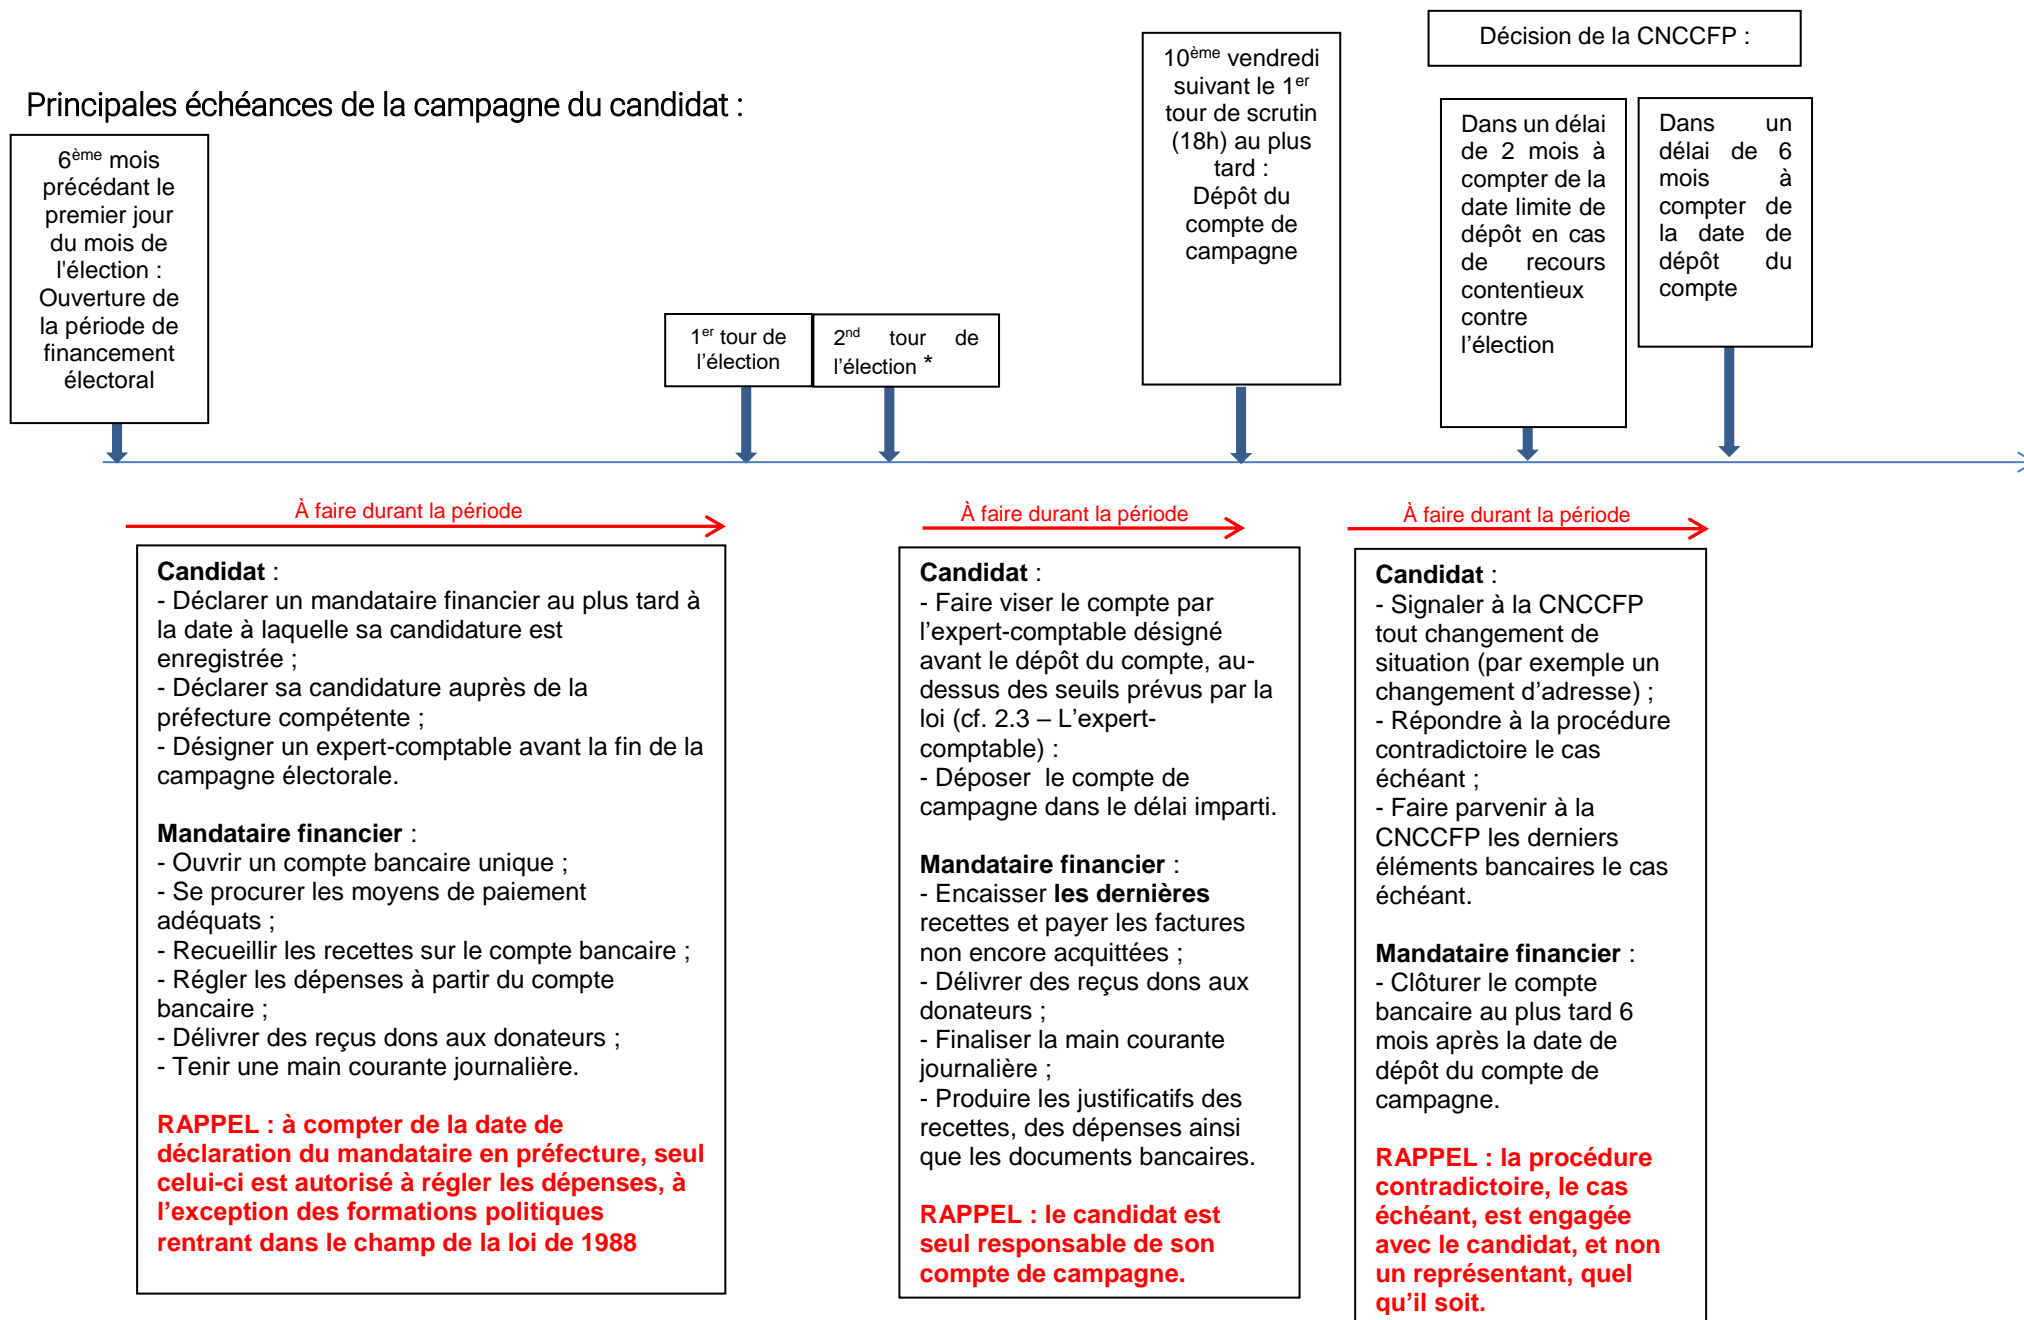 Principales échéances de la campagne du candidat :
6ème mois
précédant le
premier jour
du mois de
l'élection :
Ouverture de
la période de
financement
électoral
1er tour de
l’élection
2nd tour de
l’élection *
10ème vendredi
suivant le 1er
tour de scrutin
(18h) au plus
tard :
Dépôt du
compte de
campagne
Décision de la CNCCFP :
Dans un délai
de 2 mois à
compter de la
date limite de
dépôt en cas
de recours
contentieux
contre
l’élection
Dans un
délai de 6
mois à
compter de
la date de
dépôt du
compte
À faire durant la période
Candidat :
- Déclarer un mandataire financier au plus tard à
la date à laquelle sa candidature est
enregistrée ;
- Déclarer sa candidature auprès de la
préfecture compétente ;
- Désigner un expert-comptable avant la fin de la
campagne électorale.
Mandataire financier :
- Ouvrir un compte bancaire unique ;
- Se procurer les moyens de paiement
adéquats ;
- Recueillir les recettes sur le compte bancaire ;
- Régler les dépenses à partir du compte
bancaire ;
- Délivrer des reçus dons aux donateurs ;
- Tenir une main courante journalière.
RAPPEL : à compter de la date de
déclaration du mandataire en préfecture, seul
celui-ci est autorisé à régler les dépenses, à
l’exception des formations politiques
rentrant dans le champ de la loi de 1988
À faire durant la période
Candidat :
- Faire viser le compte par
l’expert-comptable désigné
avant le dépôt du compte, au-
dessus des seuils prévus par la
loi (cf. 2.3 – L’expert-
comptable) :
- Déposer le compte de
campagne dans le délai imparti.
Mandataire financier :
- Encaisser les dernières
recettes et payer les factures
non encore acquittées ;
- Délivrer des reçus dons aux
donateurs ;
- Finaliser la main courante
journalière ;
- Produire les justificatifs des
recettes, des dépenses ainsi
que les documents bancaires.
RAPPEL : le candidat est
seul responsable de son
compte de campagne.
À faire durant la période
Candidat :
- Signaler à la CNCCFP
tout changement de
situation (par exemple un
changement d’adresse) ;
- Répondre à la procédure
contradictoire le cas
échéant ;
- Faire parvenir à la
CNCCFP les derniers
éléments bancaires le cas
échéant.
Mandataire financier :
- Clôturer le compte
bancaire au plus tard 6
mois après la date de
dépôt du compte de
campagne.
RAPPEL : la procédure
contradictoire, le cas
échéant, est engagée
avec le candidat, et non
un représentant, quel
qu’il soit.